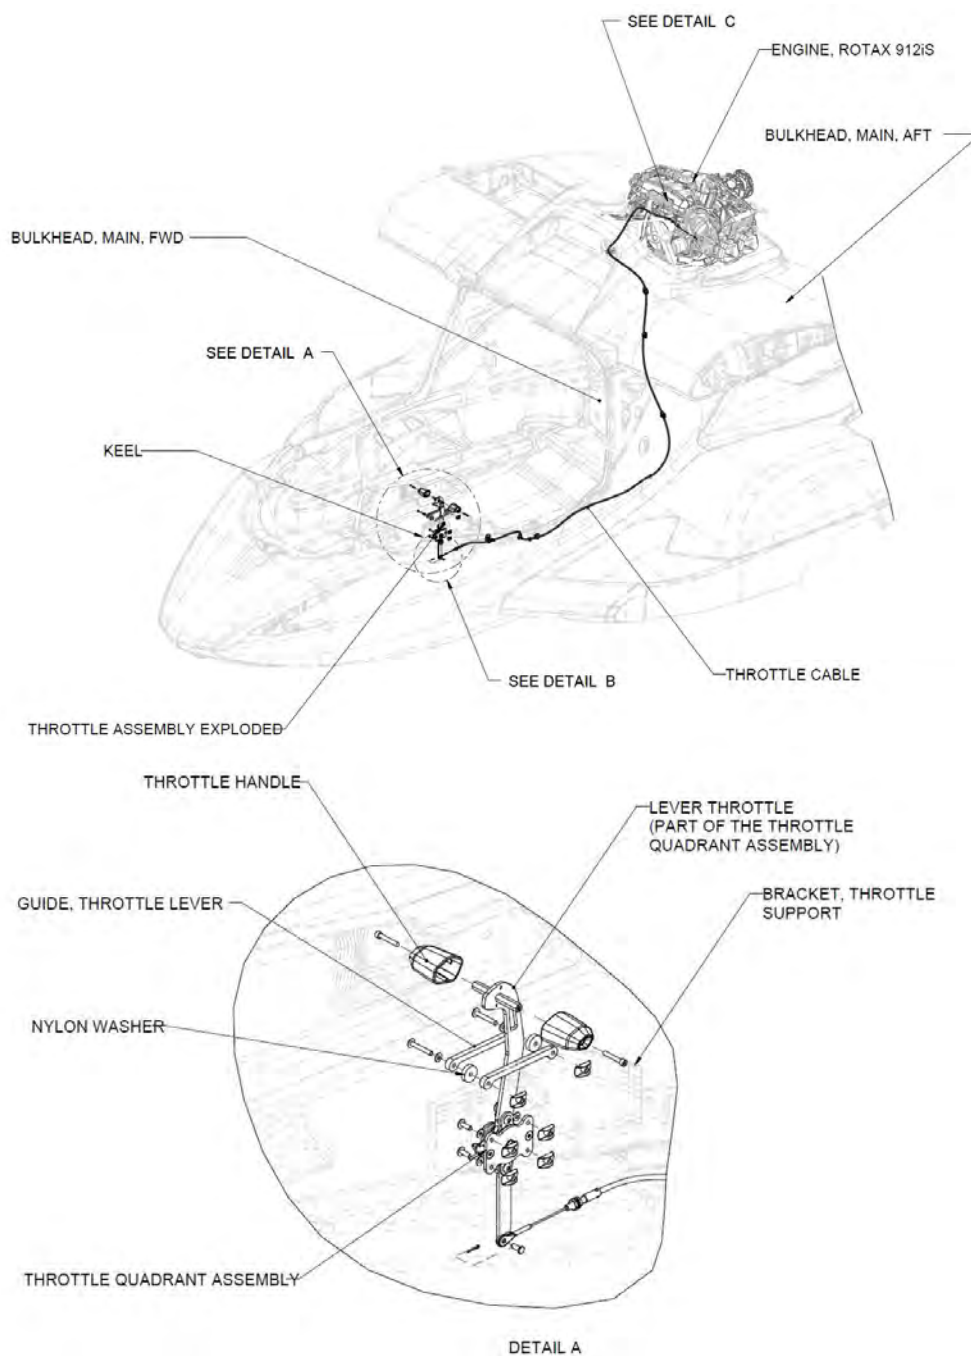 SEE DETAIL C
ENGINE, ROTAX 912iS
BULKHEAD, MAIN, AFT
BULKHEAD, MAIN, FWD
SEE DETAIL A
KEEL
THROTTLE CABLE
SEE DETAIL B
THROTTLE ASSEMBLY EXPLODED
THROTTLE HANDLE
LEVER THROTTLE
(PART OF THE THROTTLE
QUADRANT ASSEMBLY)
GUIDE, THROTTLE LEVER
BRACKET, THROTTLE
SUPPORT
NYLON WASHER
THROTTLE QUADRANT ASSEMBLY
DETAIL A